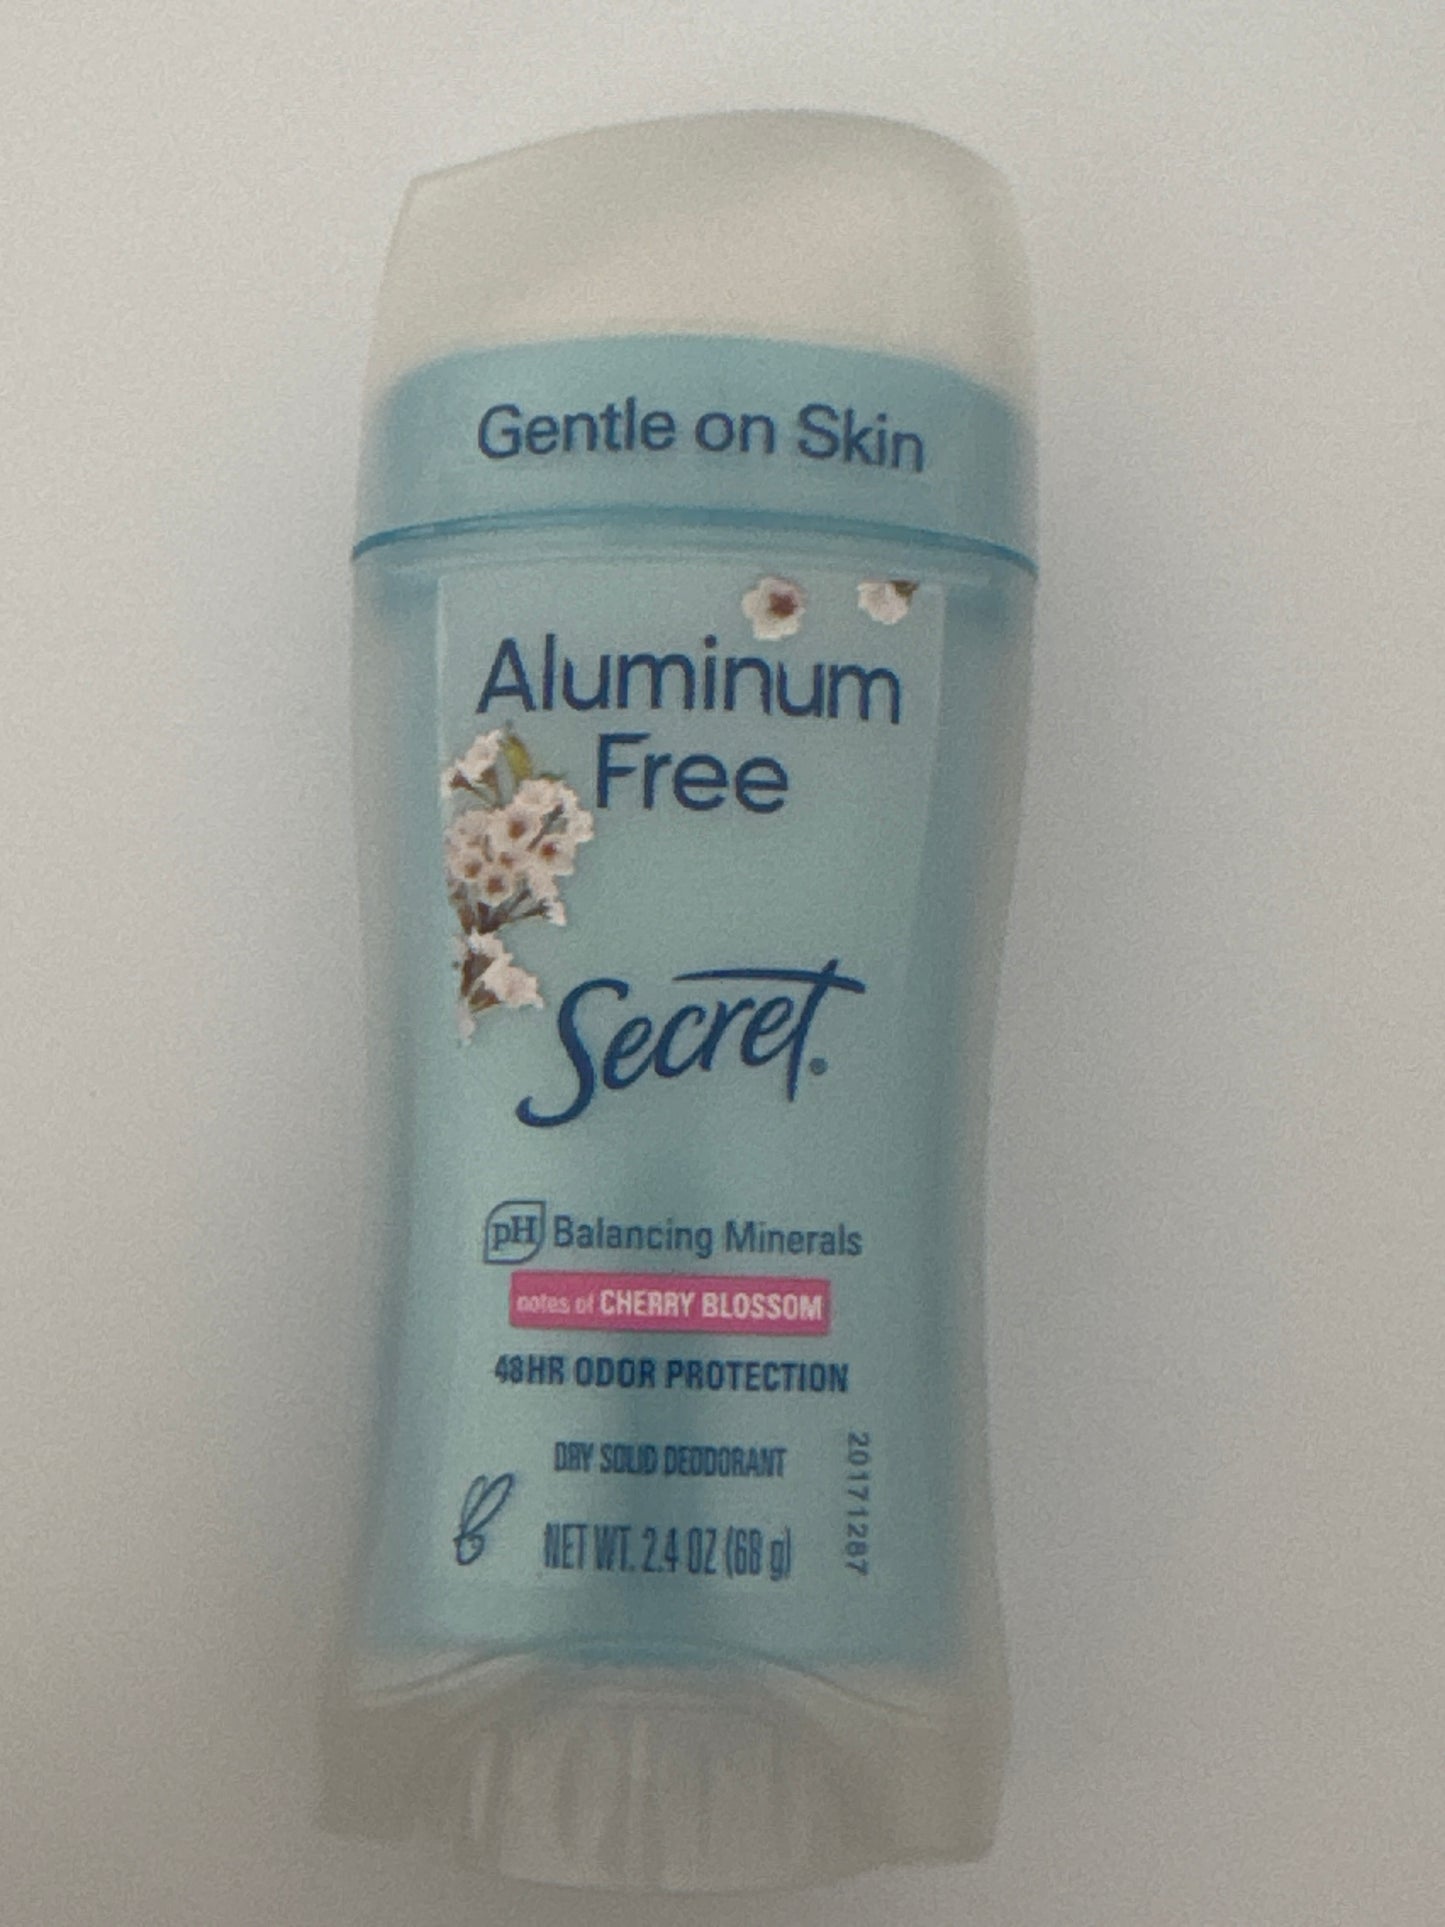 Gentle on Skin
Aluminum
Free
Secret®
pH Balancing Minerals
notes of CHERRY BLOSSOM
48HR ODOR PROTECTION
DRY SOLID DEODORANT
NET WT. 2.4 OZ (68 g)
20171287